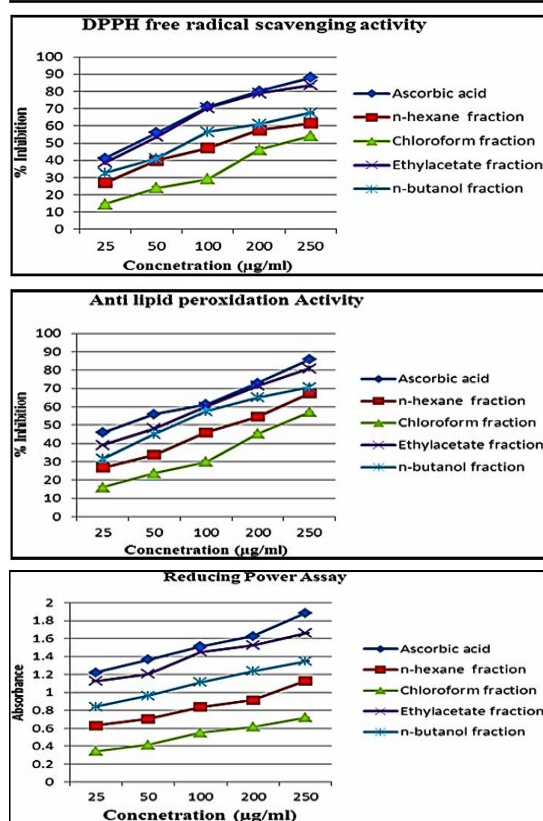 DPPH free radical scavenging activity
100
90
80
70
60
50
40
30
20
10
0
% Inhibition
25 50 100 200 250
Concnetration (µg/ml)
Ascorbic acid
n-hexane fraction
Chloroform fraction
Ethylacetate fraction
n-butanol fraction
Anti lipid peroxidation Activity
100
90
80
70
60
50
40
30
20
10
0
% Inhibition
25 50 100 200 250
Concnetration (µg/ml)
Ascorbic acid
n-hexane fraction
Chloroform fraction
Ethylacetate fraction
n-butanol fraction
Reducing Power Assay
2
1.8
1.6
1.4
1.2
1
0.8
0.6
0.4
0.2
0
Absorbance
25 50 100 200 250
Concnetration (µg/ml)
Ascorbic acid
n-hexane fraction
Chloroform fraction
Ethylacetate fraction
n-butanol fraction